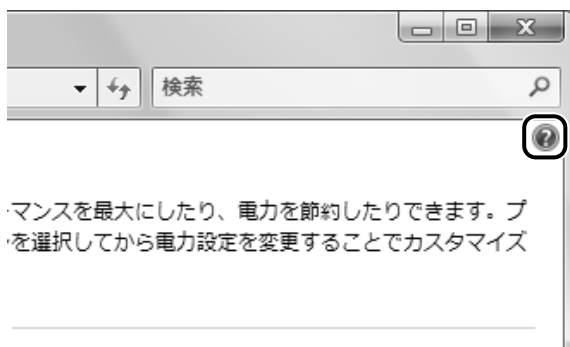 検索
マンスを最大にしたり、電力を節約したりできます。プ
を選択してから電力設定を変更することでカスタマイズ